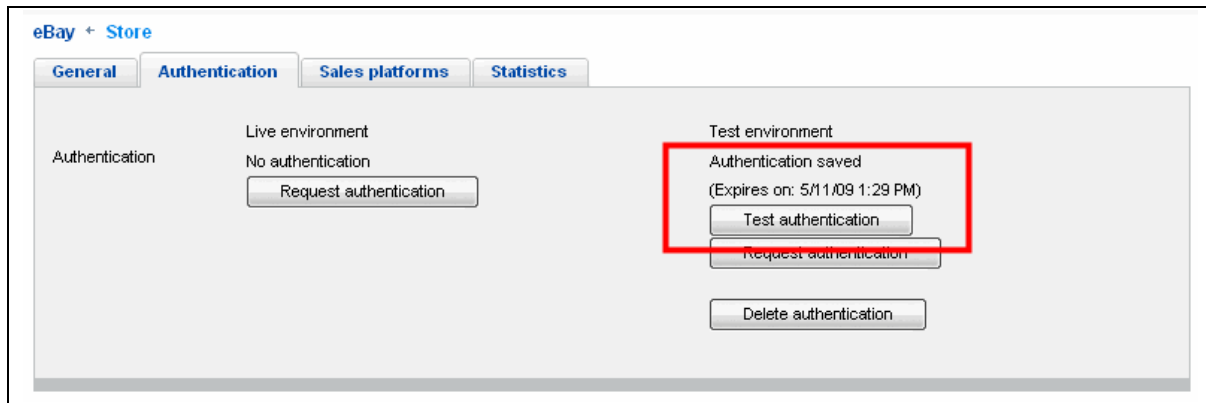 eBay ← Store
General Authentication Sales platforms Statistics
Live environment Test environment
Authentication No authentication Authentication saved
(Expires on: 5/11/09 1:29 PM)
Request authentication Test authentication
Request authentication
Delete authentication